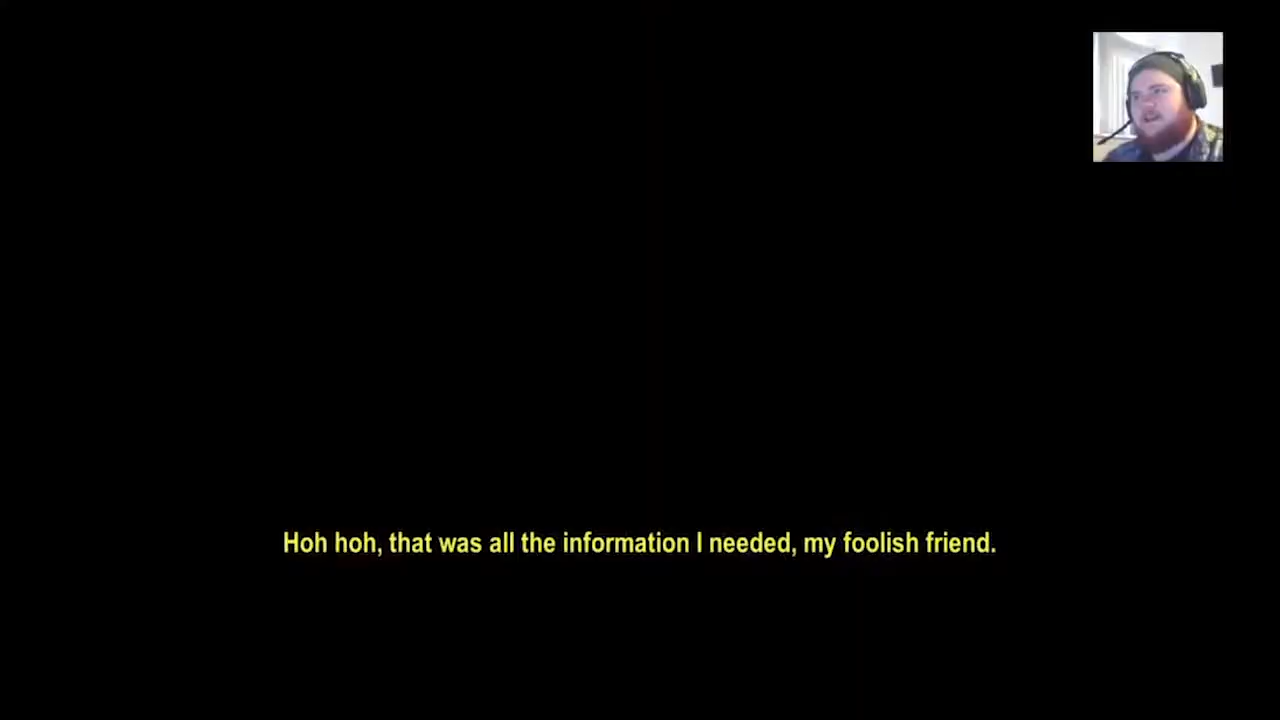 Hoh hoh, that was all the information I needed, my foolish friend.